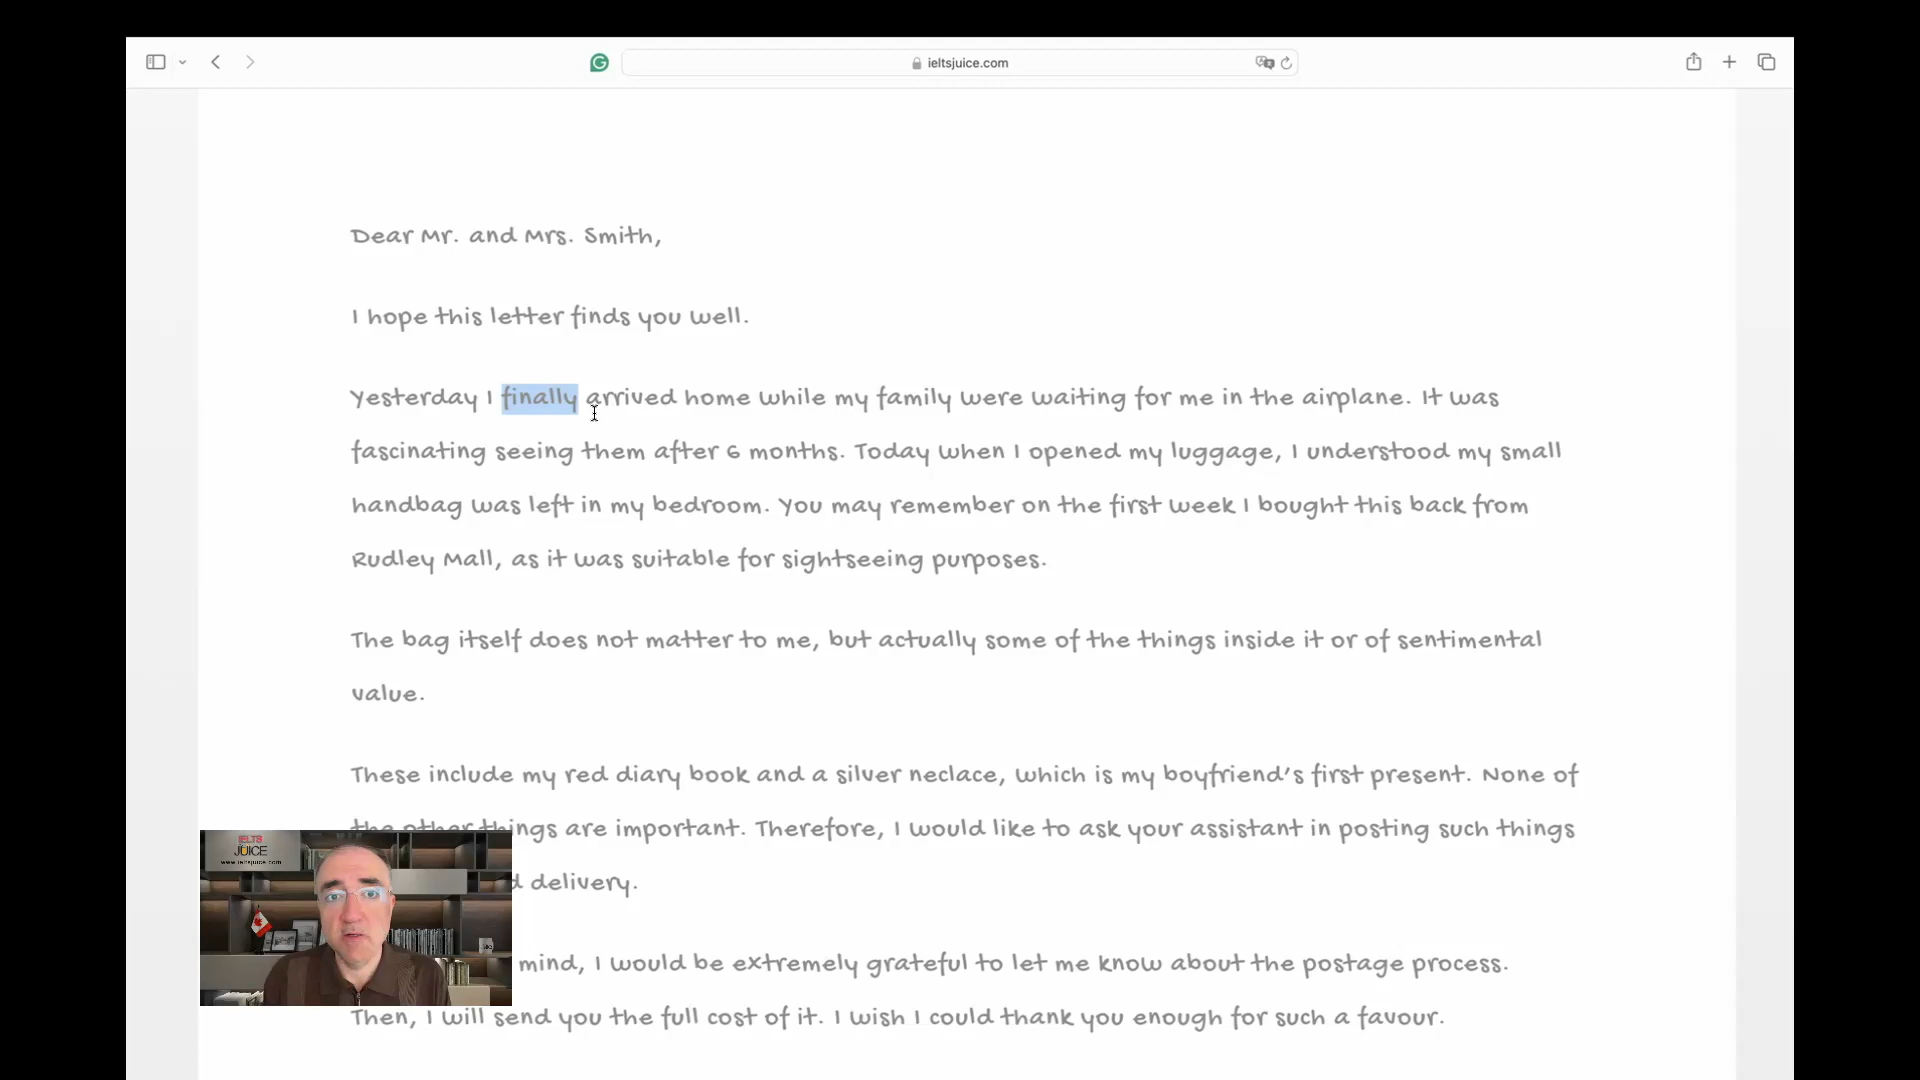 ieltsjuice.com
Dear Mr. and Mrs. Smith,
I hope this letter finds you well.
Yesterday I finally arrived home while my family were waiting for me in the airplane. It was
fascinating seeing them after 6 months. Today when I opened my luggage, I understood my small
handbag was left in my bedroom. You may remember on the first week I bought this back from
Rudley Mall, as it was suitable for sightseeing purposes.
The bag itself does not matter to me, but actually some of the things inside it or of sentimental
value.
These include my red diary book and a silver neclace, which is my boyfriend's first present. None of
the other things are important. Therefore, I would like to ask your assistant in posting such things
delivery.
mind, I would be extremely grateful to let me know about the postage process.
Then, I will send you the full cost of it. I wish I could thank you enough for such a favour.
IELTS
JUICE
www.ieltsjuice.com